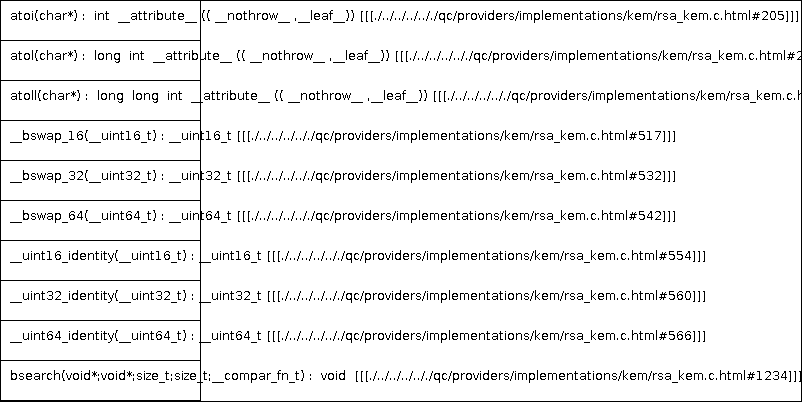 atoi(char*) : int __attribute__ (( __nothrow__ ,__leaf__)) [[[./../../../../qc/providers/implementations/kem/rsa_kem.c.html#205]]]
atol(char*) : long int __attribute__ (( __nothrow__ ,__leaf__)) [[[./../../../../qc/providers/implementations/kem/rsa_kem.c.html#2
atoll(char*) : long long int __attribute__ (( __nothrow__ ,__leaf__)) [[[./../../../../qc/providers/implementations/kem/rsa_kem.c.h
__bswap_16(__uint16_t) : __uint16_t [[[./../../../../qc/providers/implementations/kem/rsa_kem.c.html#517]]]
__bswap_32(__uint32_t) : __uint32_t [[[./../../../../qc/providers/implementations/kem/rsa_kem.c.html#532]]]
__bswap_64(__uint64_t) : __uint64_t [[[./../../../../qc/providers/implementations/kem/rsa_kem.c.html#542]]]
__uint16_identity(__uint16_t) : __uint16_t [[[./../../../../qc/providers/implementations/kem/rsa_kem.c.html#554]]]
__uint32_identity(__uint32_t) : __uint32_t [[[./../../../../qc/providers/implementations/kem/rsa_kem.c.html#560]]]
__uint64_identity(__uint64_t) : __uint64_t [[[./../../../../qc/providers/implementations/kem/rsa_kem.c.html#566]]]
bsearch(void*;void*;size_t;size_t;__compar_fn_t) : void [[[./../../../../qc/providers/implementations/kem/rsa_kem.c.html#1234]]]